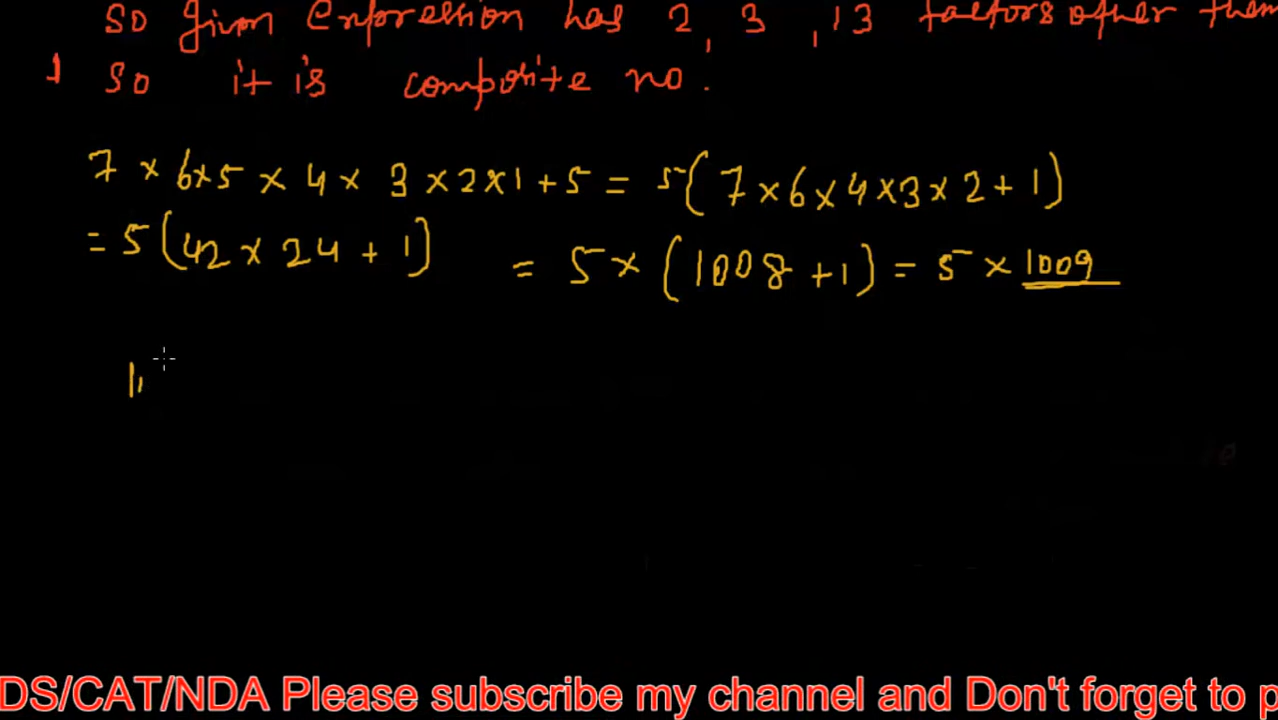 So given Expression has 2, 3, 13 factors other them
1 So it is composite no.
7 × 6×5 × 4 × 3 ×2×1 +5 = 5(7×6×4×3×2+1)
= 5(42 × 24 + 1) = 5×(1008+1) = 5 × 1009
DS/CAT/NDA Please subscribe my channel and Don't forget to p